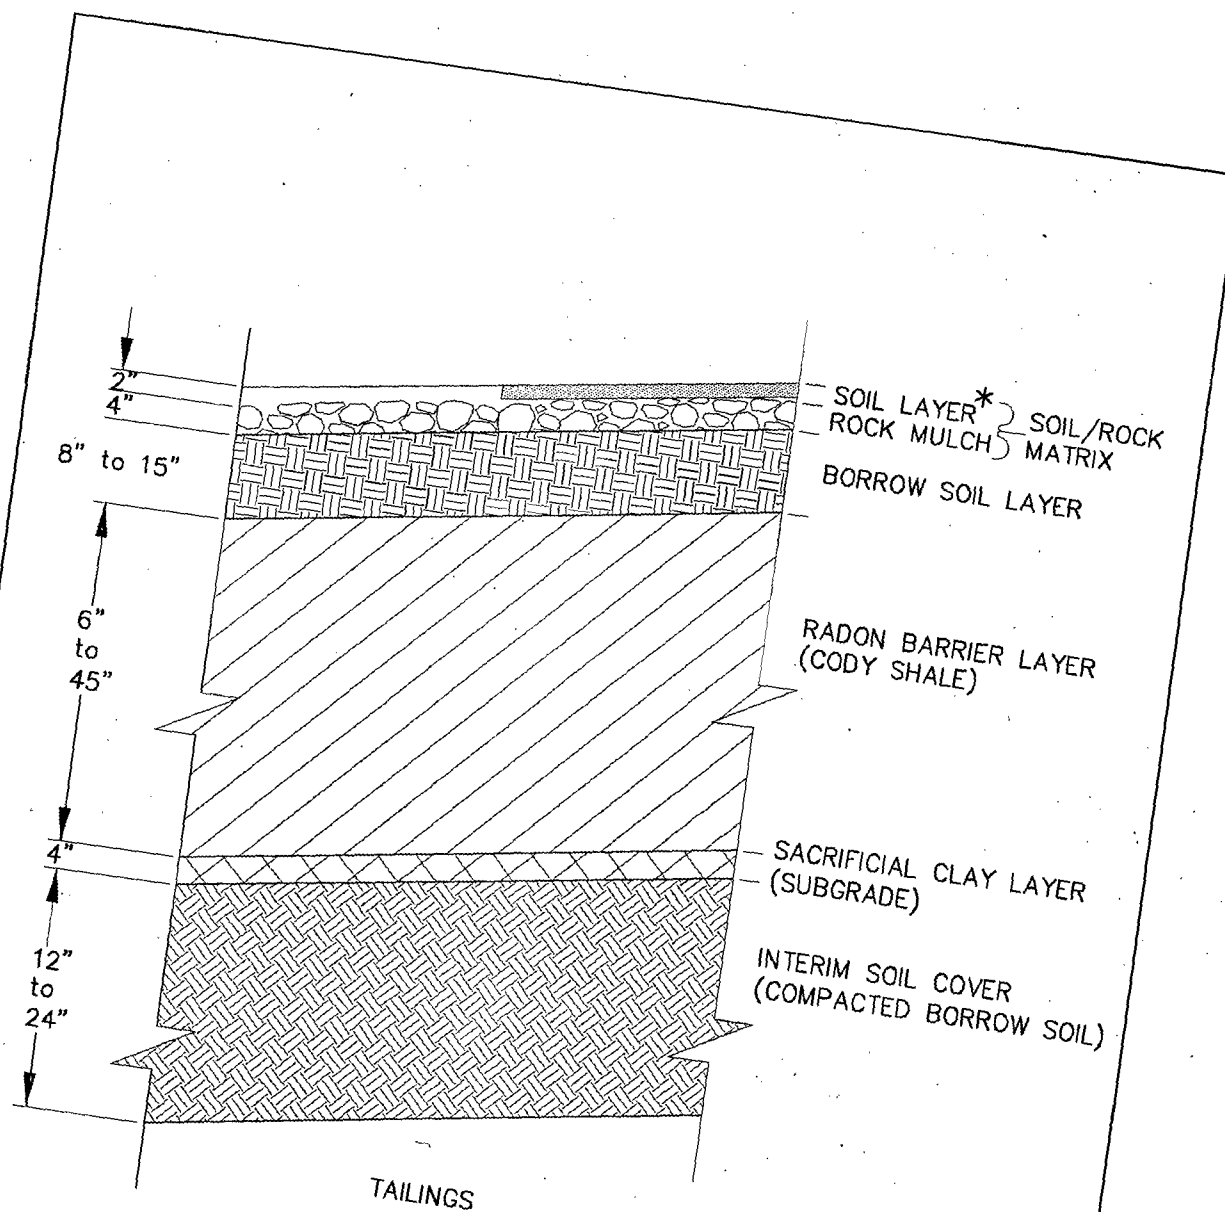 2"
4"
8" to 15"
6"
to
45"
4"
12"
to
24"
SOIL LAYER*
ROCK MULCH
SOIL/ROCK
MATRIX
BORROW SOIL LAYER
RADON BARRIER LAYER
(CODY SHALE)
SACRIFICIAL CLAY LAYER
(SUBGRADE)
INTERIM SOIL COVER
(COMPACTED BORROW SOIL)
TAILINGS